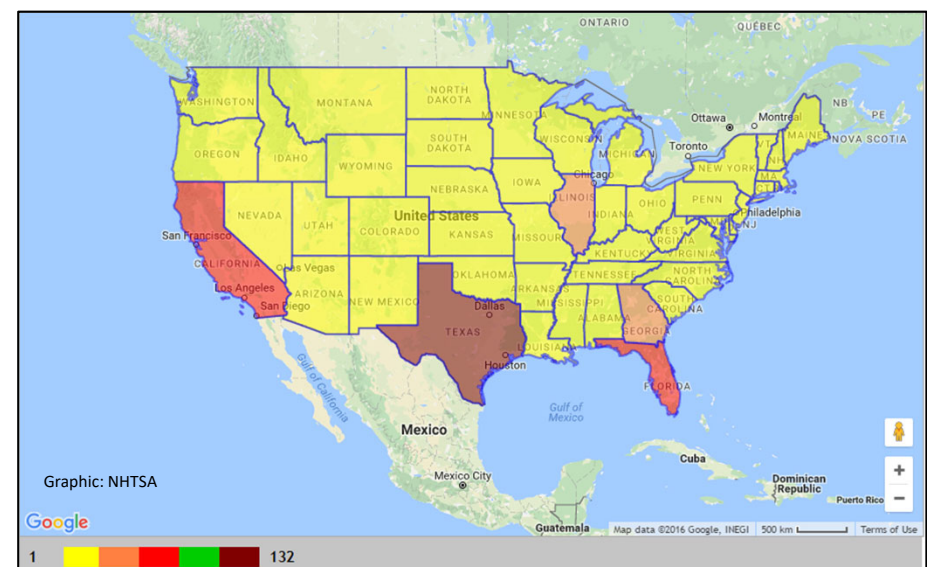 ONTARIO
QUÉBEC
WASHINGTON
MONTANA
NORTH
DAKOTA
MINNESOTA
Ottawa
Montreal
NB
PE
MAINE
NOVA SCOTIA
OREGON
IDAHO
WYOMING
SOUTH
DAKOTA
WISCONSIN
MICHIGAN
Toronto
VT
NH
NEW YORK
MA
CT
NEBRASKA
IOWA
Chicago
ILLINOIS
INDIANA
OHIO
PENN
Philadelphia
NJ
NEVADA
UTAH
COLORADO
United States
KANSAS
MISSOURI
WEST
VIRGINIA
VIRGINIA
KENTUCKY
San Francisco
CALIFORNIA
Las Vegas
Los Angeles
San Diego
ARIZONA
NEW MEXICO
OKLAHOMA
ARKANSAS
TENNESSEE
NORTH
CAROLINA
SOUTH
CAROLINA
MISSISSIPPI
ALABAMA
GEORGIA
Dallas
TEXAS
LOUISIANA
Houston
FLORIDA
Gulf of
California
Gulf of
Mexico
Mexico
Mexico City
Cuba
Dominican
Republic
Puerto Rico
Guatemala
Graphic: NHTSA
+
−
Google
Map data ©2016 Google, INEGI 500 km Terms of Use
1 132